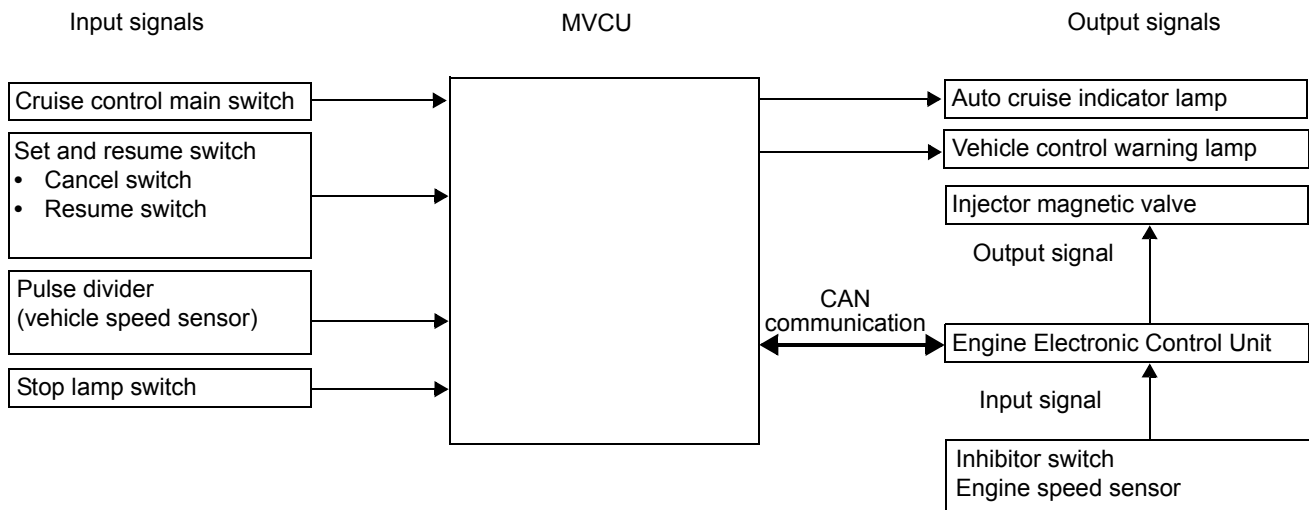 Input signals
MVCU
Output signals
Cruise control main switch
Set and resume switch
• Cancel switch
• Resume switch
Pulse divider
(vehicle speed sensor)
Stop lamp switch
Auto cruise indicator lamp
Vehicle control warning lamp
Injector magnetic valve
Output signal
CAN
communication
Engine Electronic Control Unit
Input signal
Inhibitor switch
Engine speed sensor